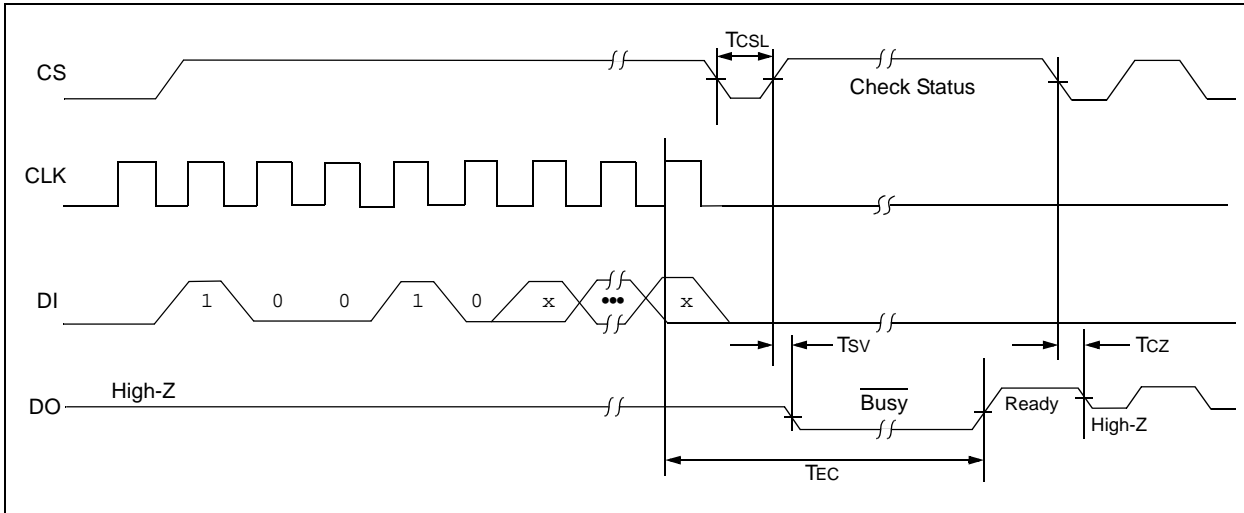 TCSL
CS
Check Status
CLK
DI
1 0 0 1 0 x ••• x
TSV
TCZ
High-Z
DO
Busy
Ready
High-Z
TEC